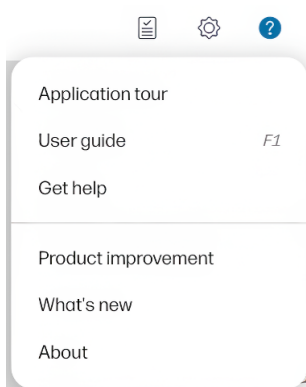 ?
Application tour
User guide F1
Get help
Product improvement
What's new
About